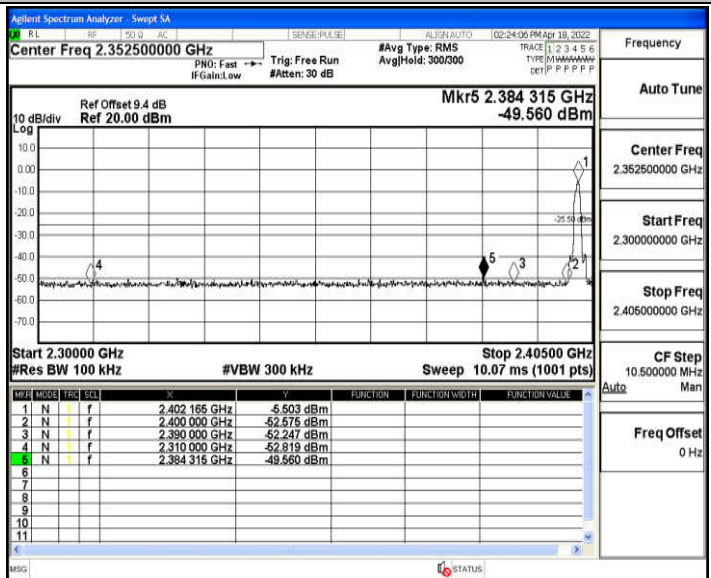 Agilent Spectrum Analyzer - Swept SA
RL RF 50 Ω AC SENSE:PULSE ALIGN AUTO 02:24:06 PM Apr 18, 2022
Center Freq 2.352500000 GHz
PNO: Fast
IFGain:Low
Trig: Free Run
#Atten: 30 dB
#Avg Type: RMS
Avg|Hold: 300/300
TRACE 1 2 3 4 5 6
TYPE M
DET P P P P P P
Frequency
Auto Tune
Ref Offset 9.4 dB
10 dB/div Ref 20.00 dBm
Log
Mkr5 2.384 315 GHz
-49.560 dBm
10.0
0.00
-10.0
-20.0
-30.0
-40.0
-50.0
-60.0
-70.0
1
-25.50 dBm
4
5
3
2
Center Freq
2.352500000 GHz
Start Freq
2.300000000 GHz
Stop Freq
2.405000000 GHz
Start 2.30000 GHz Stop 2.40500 GHz
#Res BW 100 kHz #VBW 300 kHz Sweep 10.07 ms (1001 pts)
CF Step
10.500000 MHz
Auto Man
Freq Offset
0 Hz
MKR MODE TRC SCL X Y FUNCTION FUNCTION WIDTH FUNCTION VALUE
1 N 1 f 2.402 165 GHz -5.503 dBm
2 N 1 f 2.400 000 GHz -52.575 dBm
3 N 1 f 2.390 000 GHz -52.247 dBm
4 N 1 f 2.310 000 GHz -52.819 dBm
5 N 1 f 2.384 315 GHz -49.560 dBm
6
7
8
9
10
11
MSG STATUS